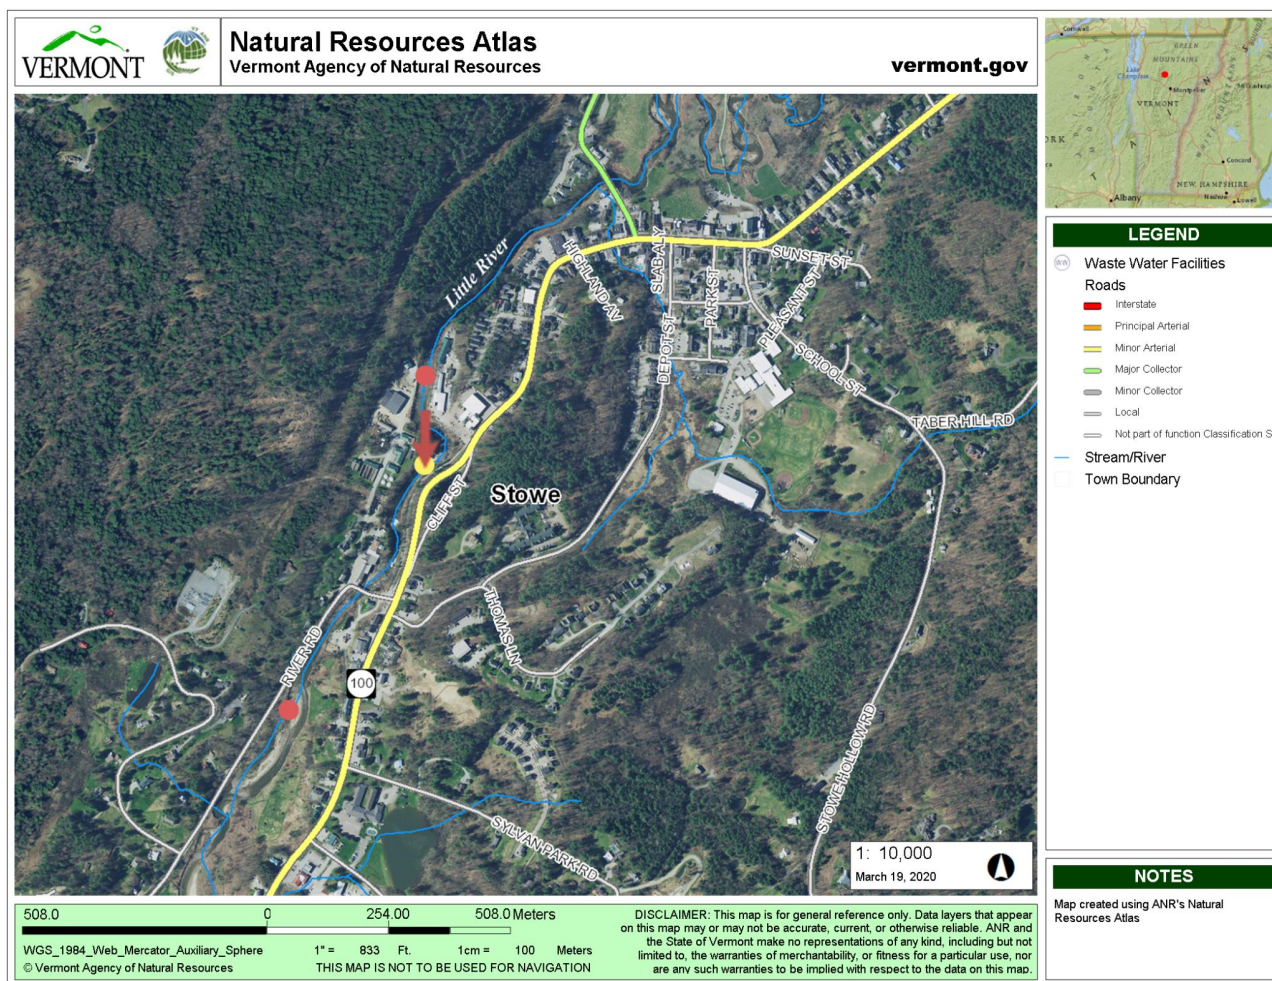 VERMONT
Natural Resources Atlas
Vermont Agency of Natural Resources
vermont.gov
Little River
HIGHLAND AV
SLAB ALY
SUNSET ST
PARK ST
PLEASANT ST
DEPOT ST
SCHOOL ST
TABER HILL RD
Stowe
CLIFF ST
THOMAS LN
RIVER RD
100
STOWE HOLLOW RD
SYLVAN PARK RD
1: 10,000
March 19, 2020
Cornwall
GREEN
MOUNTAINS
Lake
Champlain
Montpelier
VERMONT
Concord
NEW HAMPSHIRE
Nashua
Lowell
Albany
LEGEND
Waste Water Facilities
Roads
Interstate
Principal Arterial
Minor Arterial
Major Collector
Minor Collector
Local
Not part of function Classification S
Stream/River
Town Boundary
NOTES
Map created using ANR's Natural
Resources Atlas
508.0 0 254.00 508.0 Meters
WGS_1984_Web_Mercator_Auxiliary_Sphere 1" = 833 Ft. 1cm = 100 Meters
© Vermont Agency of Natural Resources THIS MAP IS NOT TO BE USED FOR NAVIGATION
DISCLAIMER: This map is for general reference only. Data layers that appear
on this map may or may not be accurate, current, or otherwise reliable. ANR and
the State of Vermont make no representations of any kind, including but not
limited to, the warranties of merchantability, or fitness for a particular use, nor
are any such warranties to be implied with respect to the data on this map.